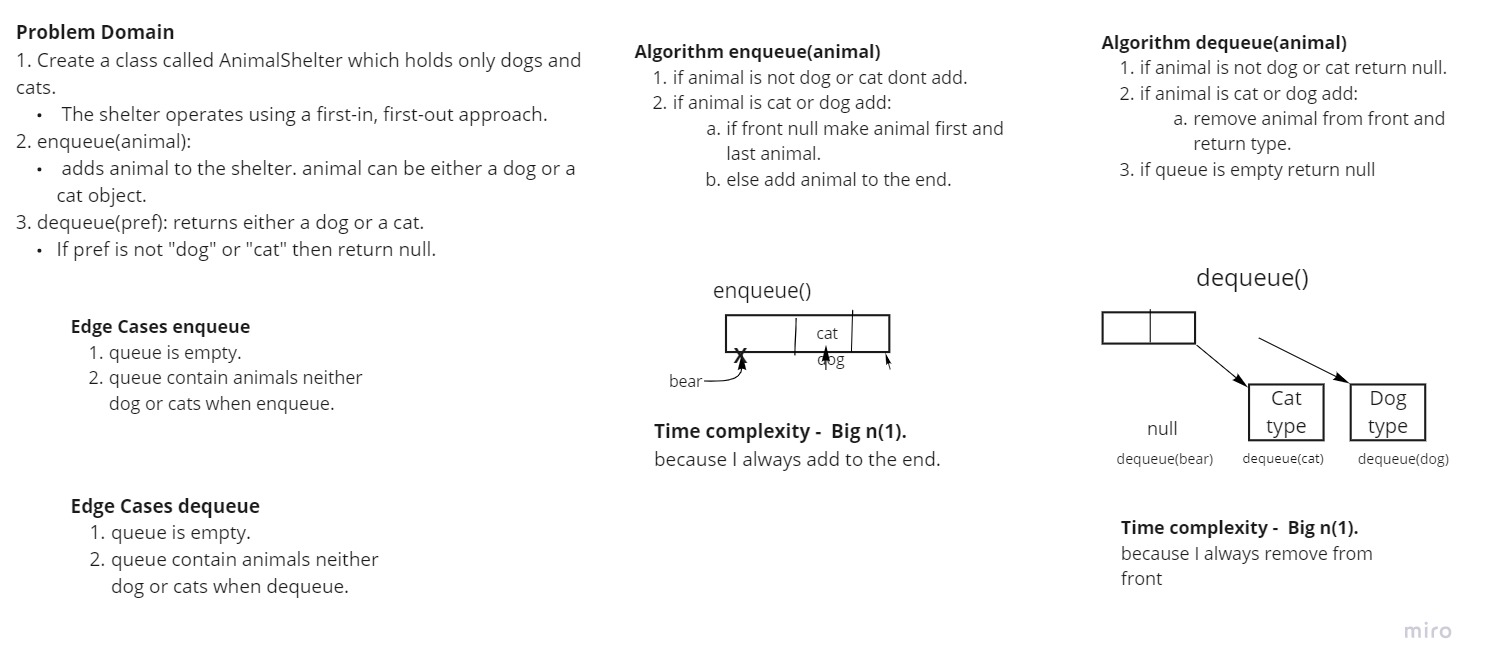 Problem Domain
1. Create a class called AnimalShelter which holds only dogs and
cats.
• The shelter operates using a first-in, first-out approach.
2. enqueue(animal):
• adds animal to the shelter. animal can be either a dog or a
cat object.
3. dequeue(pref): returns either a dog or a cat.
• If pref is not "dog" or "cat" then return null.
Edge Cases enqueue
1. queue is empty.
2. queue contain animals neither
dog or cats when enqueue.
Edge Cases dequeue
1. queue is empty.
2. queue contain animals neither
dog or cats when dequeue.
Algorithm enqueue(animal)
1. if animal is not dog or cat dont add.
2. if animal is cat or dog add:
a. if front null make animal first and
last animal.
b. else add animal to the end.
enqueue()
cat
dog
X
bear
Time complexity - Big n(1).
because I always add to the end.
Algorithm dequeue(animal)
1. if animal is not dog or cat return null.
2. if animal is cat or dog add:
a. remove animal from front and
return type.
3. if queue is empty return null
dequeue()
Cat
type
Dog
type
null
dequeue(bear)
dequeue(cat)
dequeue(dog)
Time complexity - Big n(1).
because I always remove from
front
miro